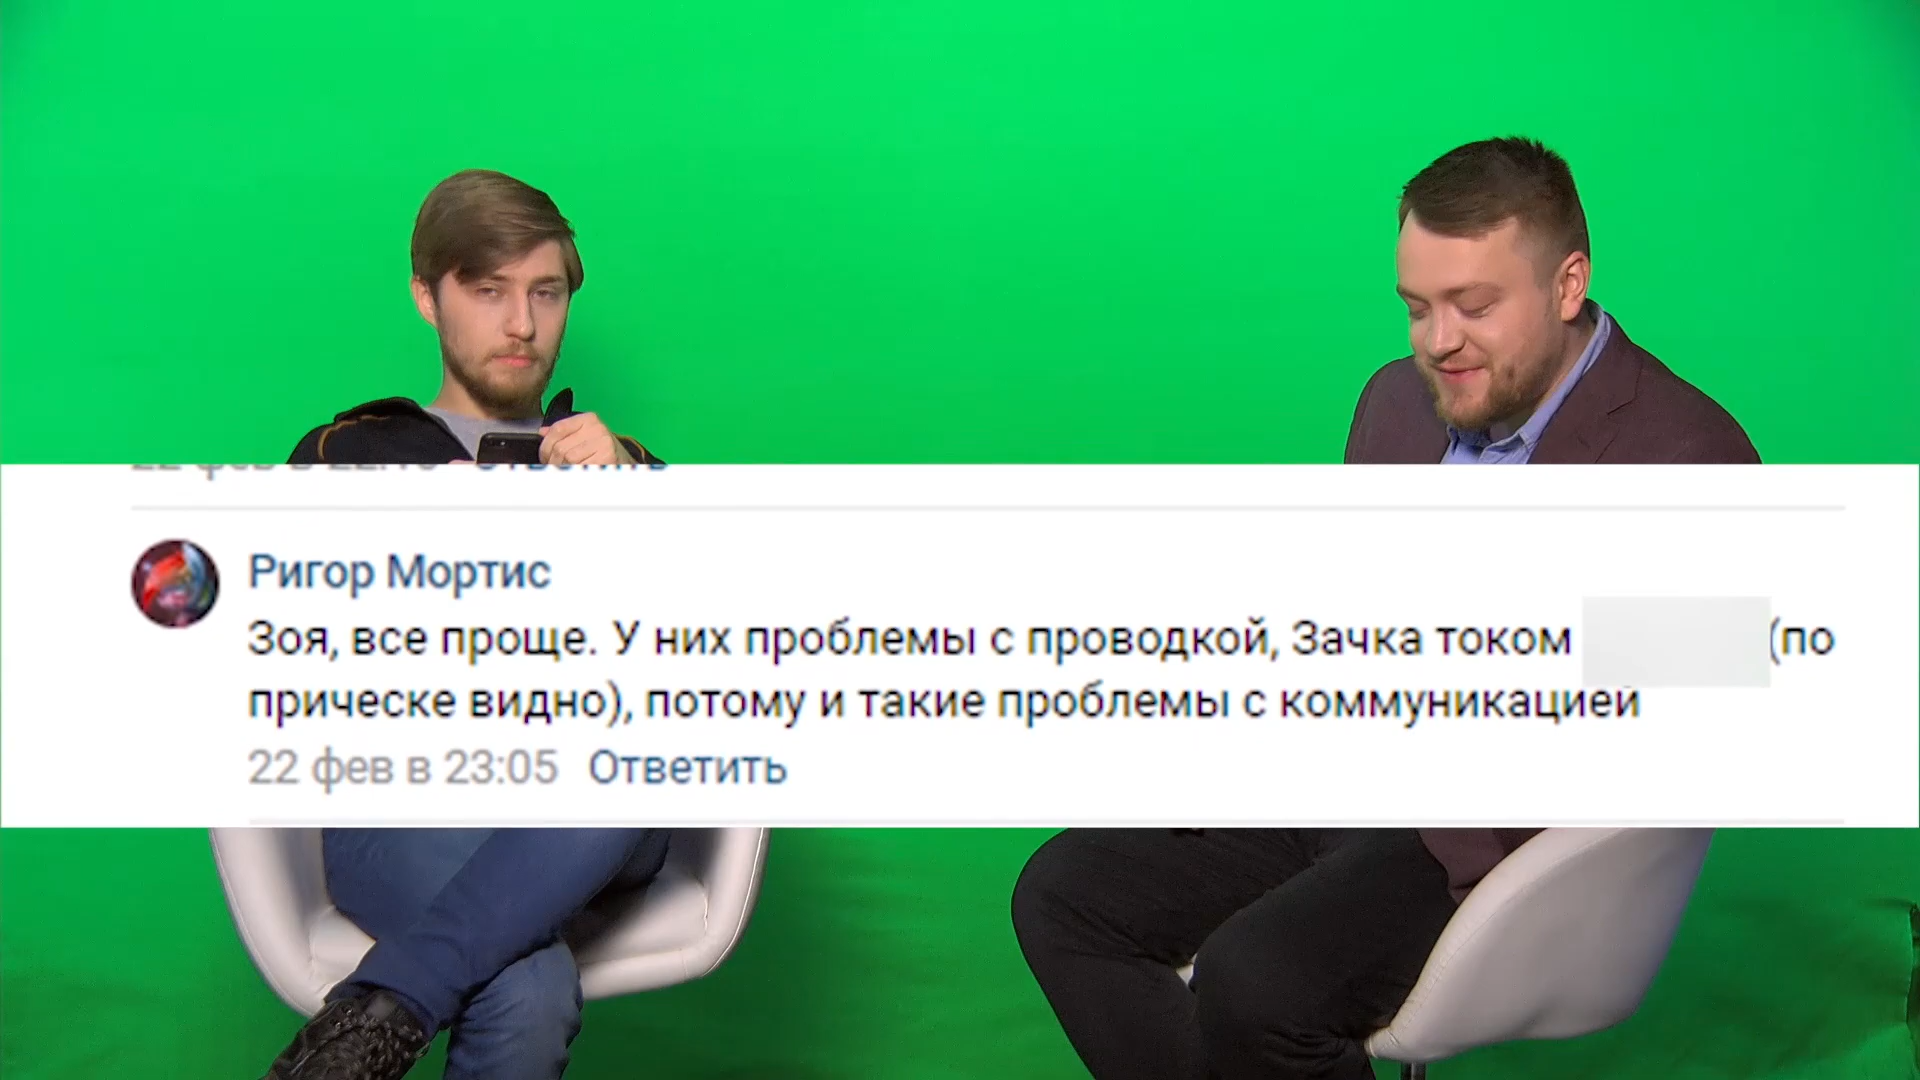 Ригор Мортис
Зоя, все проще. У них проблемы с проводкой, Зачка током (по
прическе видно), потому и такие проблемы с коммуникацией
22 фев в 23:05 Ответить